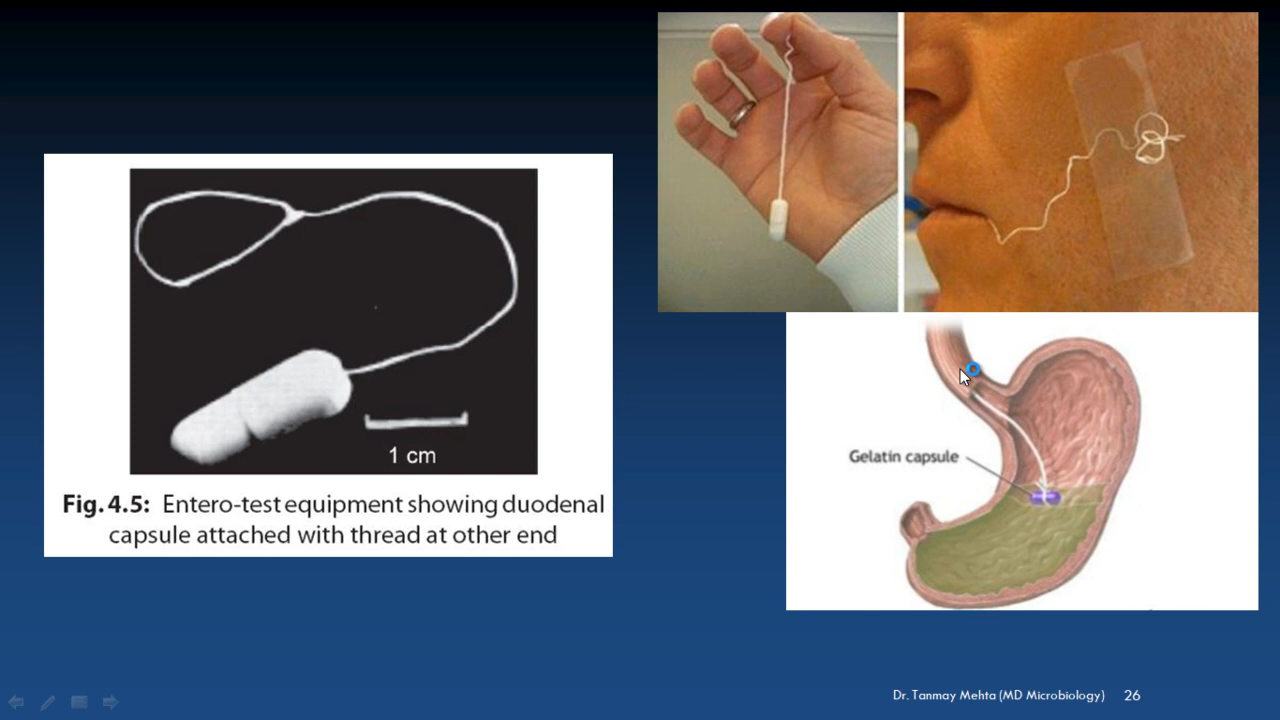 1 cm
Fig. 4.5: Entero-test equipment showing duodenal
capsule attached with thread at other end
Gelatin capsule
Dr. Tanmay Mehta (MD Microbiology) 26